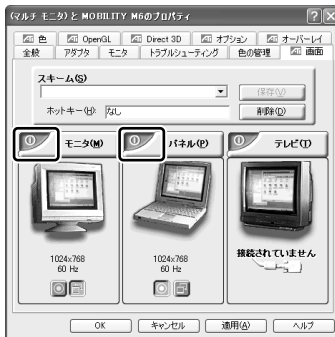 (マルチ モニタ) と MOBILITY M6のプロパティ
色 OpenGL Direct 3D オプション オーバーレイ
全般 アダプタ モニタ トラブルシューティング 色の管理 画面
スキーム(S)
保存(V)
ホットキー(H): なし 削除(D)
モニタ(M) パネル(P) テレビ(T)
1024x768 1024x768 接続されていません
60 Hz 60 Hz
OK キャンセル 適用(A) ヘルプ